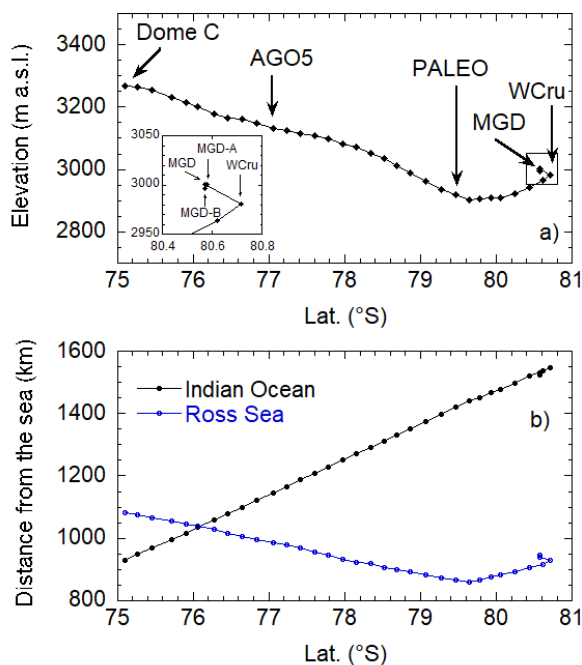 3400
3200
3000
2800
Elevation (m a.s.l.)
Dome C
AGO5
PALEO
WCru
MGD
3050
3000
2950
MGD-A
MGD
WCru
MGD-B
80.4 80.6 80.8
a)
75 76 77 78 79 80 81
Lat. (°S)
1600
1400
1200
1000
800
Distance from the sea (km)
Indian Ocean
Ross Sea
b)
75 76 77 78 79 80 81
Lat. (°S)